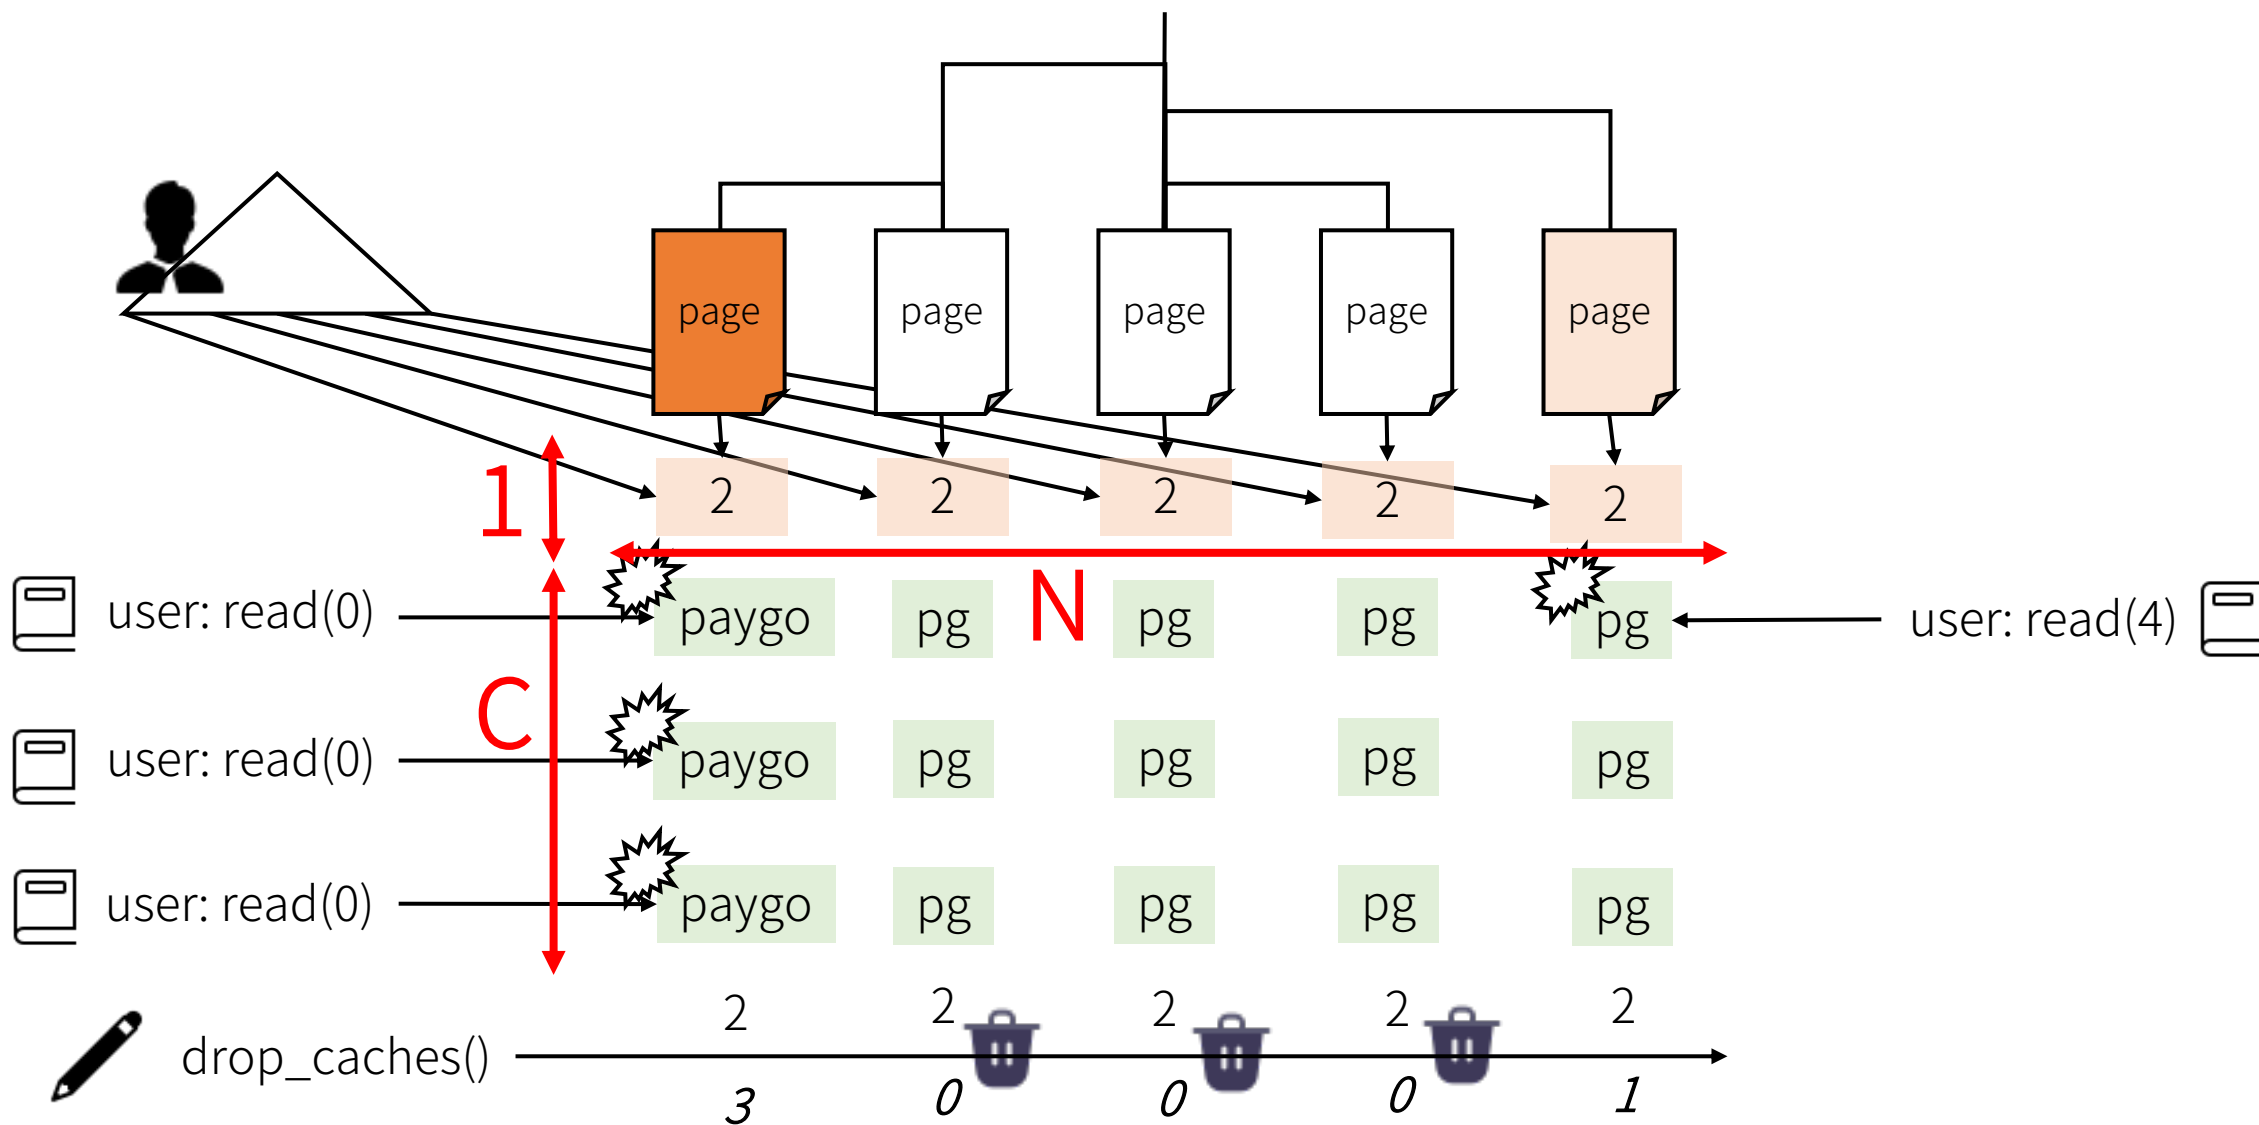 page page page page page
2 2 2 2 2
1
N
user: read(0) paygo pg pg pg pg user: read(4)
C
user: read(0) paygo pg pg pg pg
user: read(0) paygo pg pg pg pg
2 2 2 2 2
drop_caches()
3 0 0 0 1